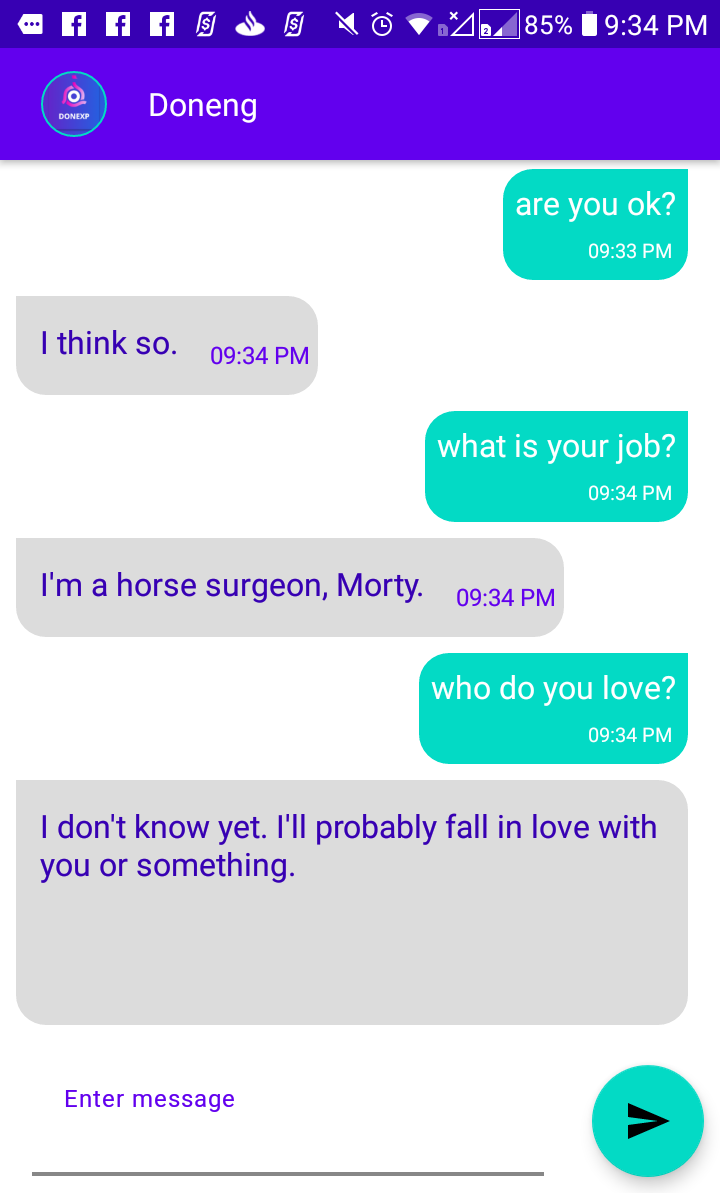 85% 9:34 PM
DONEXP
Doneng
are you ok?
09:33 PM
I think so. 09:34 PM
what is your job?
09:34 PM
I'm a horse surgeon, Morty. 09:34 PM
who do you love?
09:34 PM
I don't know yet. I'll probably fall in love with
you or something.
Enter message